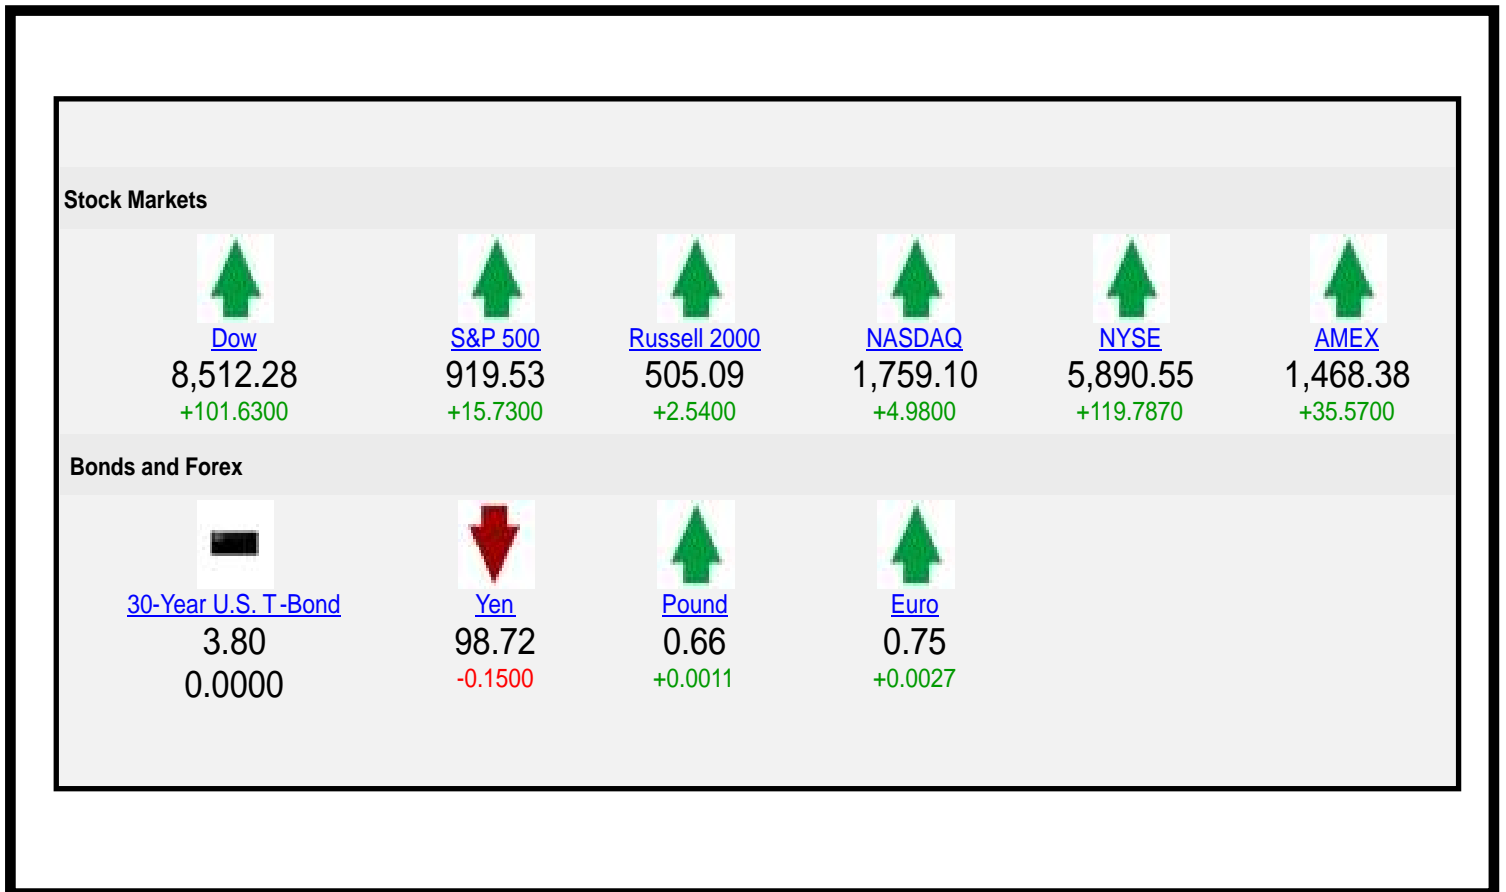 Stock Markets
Dow S&P 500 Russell 2000 NASDAQ NYSE AMEX
8,512.28 919.53 505.09 1,759.10 5,890.55 1,468.38
+101.6300 +15.7300 +2.5400 +4.9800 +119.7870 +35.5700
Bonds and Forex
30-Year U.S. T-Bond Yen Pound Euro
3.80 98.72 0.66 0.75
0.0000 -0.1500 +0.0011 +0.0027